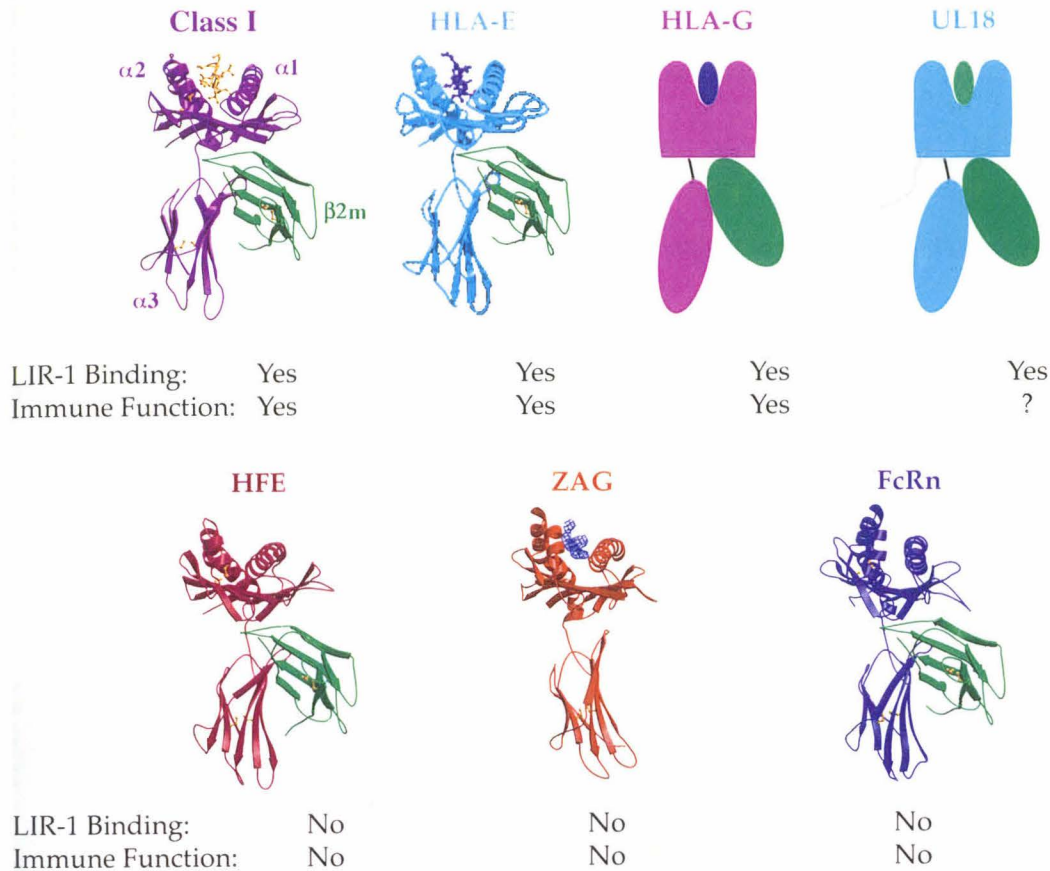 Class I HLA-E HLA-G UL18
α2 α1
β2m
α3
LIR-1 Binding: Yes Yes Yes Yes
Immune Function: Yes Yes Yes ?
HFE ZAG FcRn
LIR-1 Binding: No No No
Immune Function: No No No